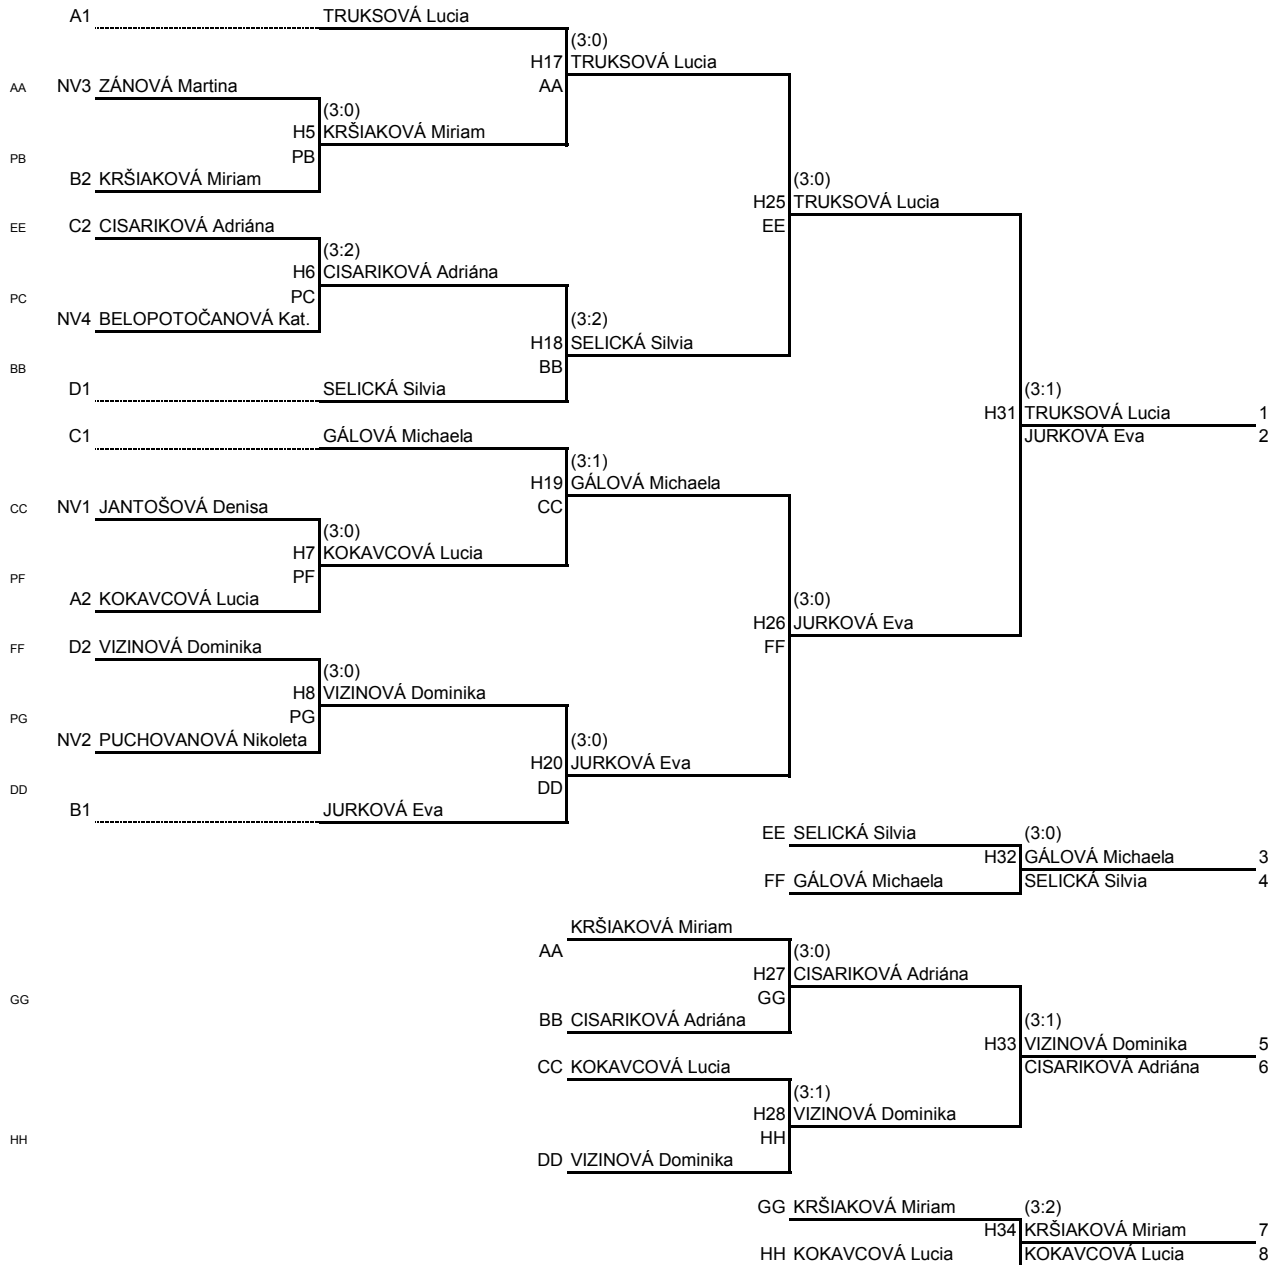 A1 TRUKSOVÁ Lucia
(3:0)
H17 TRUKSOVÁ Lucia
AA NV3 ZÁNOVÁ Martina AA
(3:0)
H5 KRŠIAKOVÁ Miriam
PB PB
B2 KRŠIAKOVÁ Miriam (3:0)
H25 TRUKSOVÁ Lucia
EE C2 CISARIKOVÁ Adriána EE
(3:2)
H6 CISARIKOVÁ Adriána
PC PC
NV4 BELOPOTOČANOVÁ Kat. (3:2)
H18 SELICKÁ Silvia
BB BB
D1 SELICKÁ Silvia (3:1)
H31 TRUKSOVÁ Lucia 1
C1 GÁLOVÁ Michaela JURKOVÁ Eva 2
(3:1)
H19 GÁLOVÁ Michaela
CC NV1 JANTOŠOVÁ Denisa CC
(3:0)
H7 KOKAVCOVÁ Lucia
PF PF
A2 KOKAVCOVÁ Lucia (3:0)
H26 JURKOVÁ Eva
FF D2 VIZINOVÁ Dominika FF
(3:0)
H8 VIZINOVÁ Dominika
PG PG
NV2 PUCHOVANOVÁ Nikoleta (3:0)
H20 JURKOVÁ Eva
DD DD
B1 JURKOVÁ Eva
EE SELICKÁ Silvia (3:0)
H32 GÁLOVÁ Michaela 3
FF GÁLOVÁ Michaela SELICKÁ Silvia 4
KRŠIAKOVÁ Miriam
AA (3:0)
H27 CISARIKOVÁ Adriána
GG GG
BB CISARIKOVÁ Adriána (3:1)
H33 VIZINOVÁ Dominika 5
CC KOKAVCOVÁ Lucia CISARIKOVÁ Adriána 6
(3:1)
H28 VIZINOVÁ Dominika
HH HH
DD VIZINOVÁ Dominika
GG KRŠIAKOVÁ Miriam (3:2)
H34 KRŠIAKOVÁ Miriam 7
HH KOKAVCOVÁ Lucia KOKAVCOVÁ Lucia 8